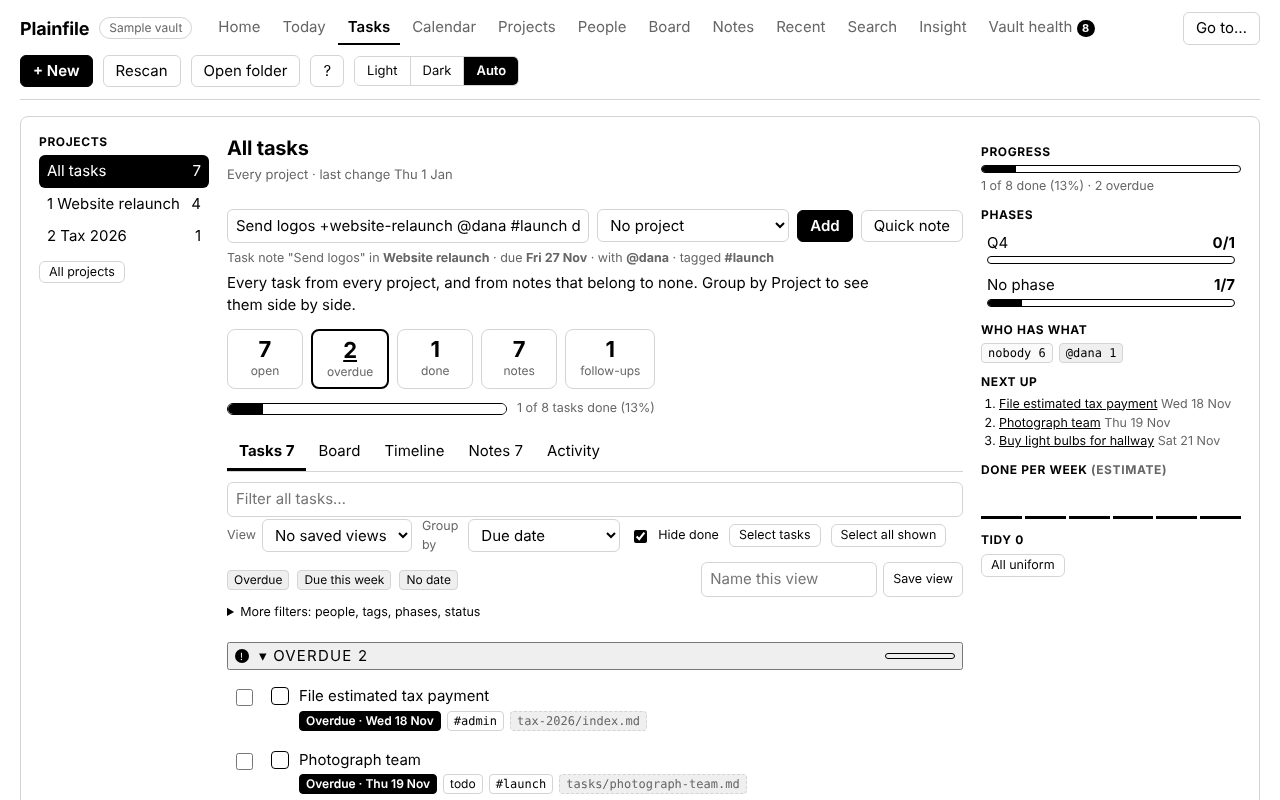 Plainfile Sample vault Home Today Tasks Calendar Projects People Board Notes Recent Search Insight Vault health 8 Go to...
+ New Rescan Open folder ? Light Dark Auto
PROJECTS
All tasks 7
1 Website relaunch 4
2 Tax 2026 1
All projects
All tasks
Every project · last change Thu 1 Jan
Send logos +website-relaunch @dana #launch d No project Add Quick note
Task note "Send logos" in Website relaunch · due Fri 27 Nov · with @dana · tagged #launch
Every task from every project, and from notes that belong to none. Group by Project to see
them side by side.
7 open
2 overdue
1 done
7 notes
1 follow-ups
1 of 8 tasks done (13%)
Tasks 7 Board Timeline Notes 7 Activity
Filter all tasks...
View No saved views Group by Due date Hide done Select tasks Select all shown
Overdue Due this week No date Name this view Save view
▶ More filters: people, tags, phases, status
! ▼ OVERDUE 2
File estimated tax payment
Overdue · Wed 18 Nov #admin tax-2026/index.md
Photograph team
Overdue · Thu 19 Nov todo #launch tasks/photograph-team.md
PROGRESS
1 of 8 done (13%) · 2 overdue
PHASES
Q4 0/1
No phase 1/7
WHO HAS WHAT
nobody 6 @dana 1
NEXT UP
1. File estimated tax payment Wed 18 Nov
2. Photograph team Thu 19 Nov
3. Buy light bulbs for hallway Sat 21 Nov
DONE PER WEEK (ESTIMATE)
TIDY 0
All uniform